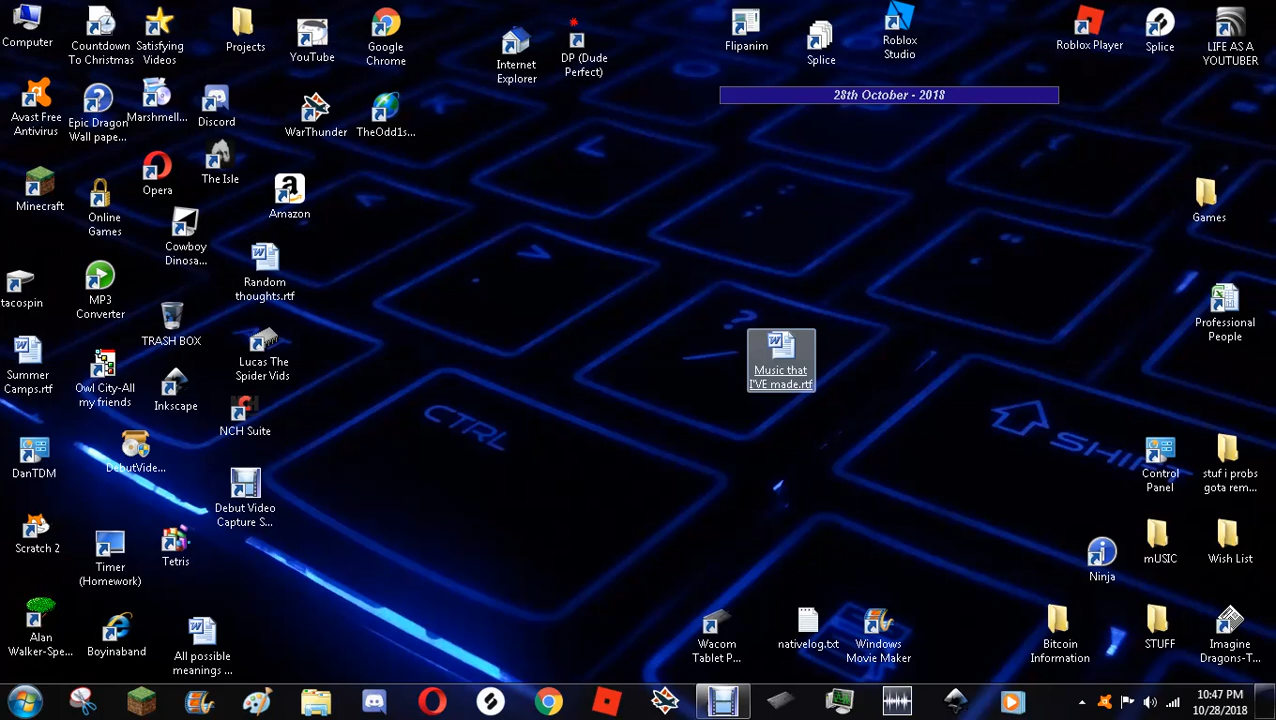 Computer
Countdown
To Christmas
Satisfying
Videos
Projects
YouTube
Google
Chrome
Internet
Explorer
DP (Dude
Perfect)
Flipanim
Splice
Roblox
Studio
Roblox Player
Splice
LIFE AS A
YOUTUBER
28th October - 2018
Avast Free
Antivirus
Epic Dragon
Wall pape...
Marshmell...
Discord
WarThunder
TheOdd1s...
Minecraft
Online
Games
Opera
The Isle
Amazon
Games
Cowboy
Dinosa...
tacospin
MP3
Converter
TRASH BOX
Random
thoughts.rtf
Professional
People
Summer
Camps.rtf
Owl City-All
my friends
Inkscape
Lucas The
Spider Vids
?
Music that
I'VE made.rtf
NCH Suite
CTRL
SHIFT
DanTDM
DebutVide...
Debut Video
Capture S...
Control
Panel
stuf i probs
gota rem...
Scratch 2
Timer
(Homework)
Tetris
Ninja
mUSIC
Wish List
Alan
Walker-Spe...
Boyinaband
All possible
meanings ...
Wacom
Tablet P...
nativelog.txt
Windows
Movie Maker
Bitcoin
Information
STUFF
Imagine
Dragons-T...
10:47 PM
10/28/2018